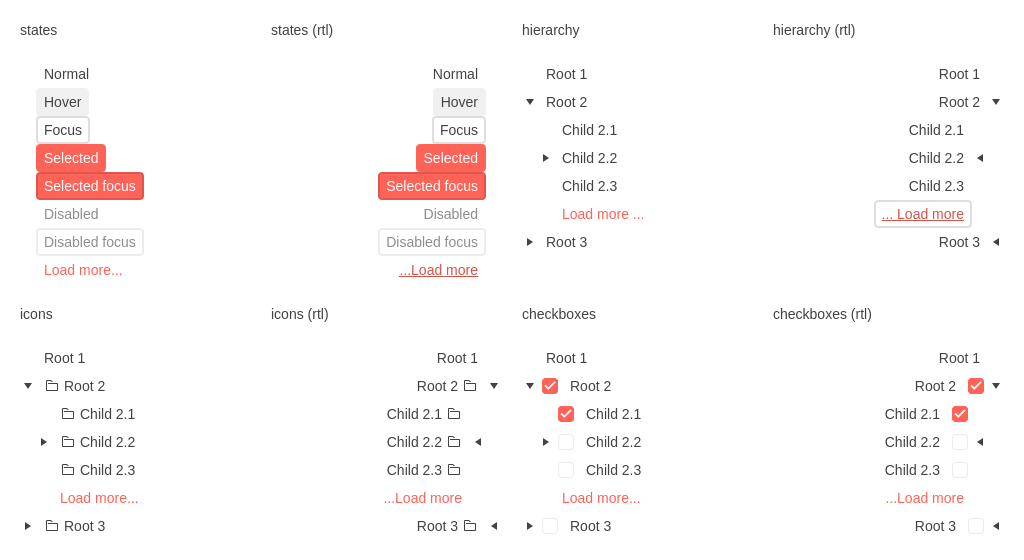 states
Normal
Hover
Focus
Selected
Selected focus
Disabled
Disabled focus
Load more...
states (rtl)
Normal
Hover
Focus
Selected
Selected focus
Disabled
Disabled focus
...Load more
hierarchy
Root 1
Root 2
Child 2.1
Child 2.2
Child 2.3
Load more ...
Root 3
hierarchy (rtl)
Root 1
Root 2
Child 2.1
Child 2.2
Child 2.3
... Load more
Root 3
icons
Root 1
Root 2
Child 2.1
Child 2.2
Child 2.3
Load more...
Root 3
icons (rtl)
Root 1
Root 2
Child 2.1
Child 2.2
Child 2.3
...Load more
Root 3
checkboxes
Root 1
Root 2
Child 2.1
Child 2.2
Child 2.3
Load more...
Root 3
checkboxes (rtl)
Root 1
Root 2
Child 2.1
Child 2.2
Child 2.3
...Load more
Root 3